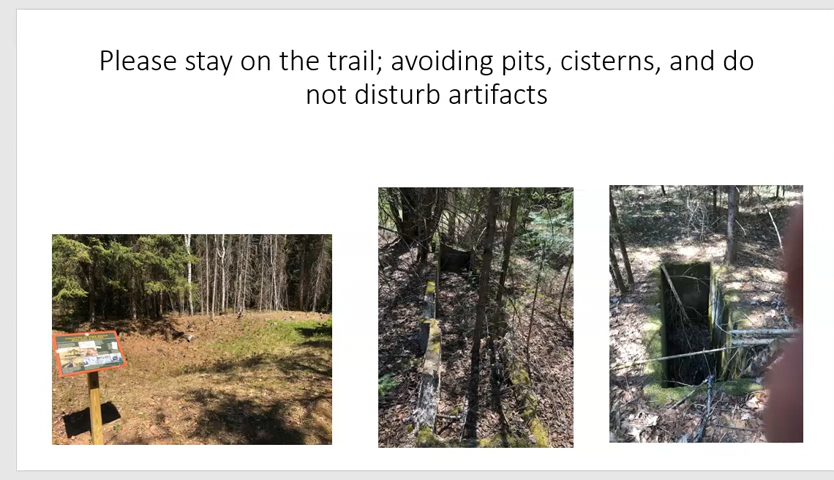 Please stay on the trail; avoiding pits, cisterns, and do
not disturb artifacts